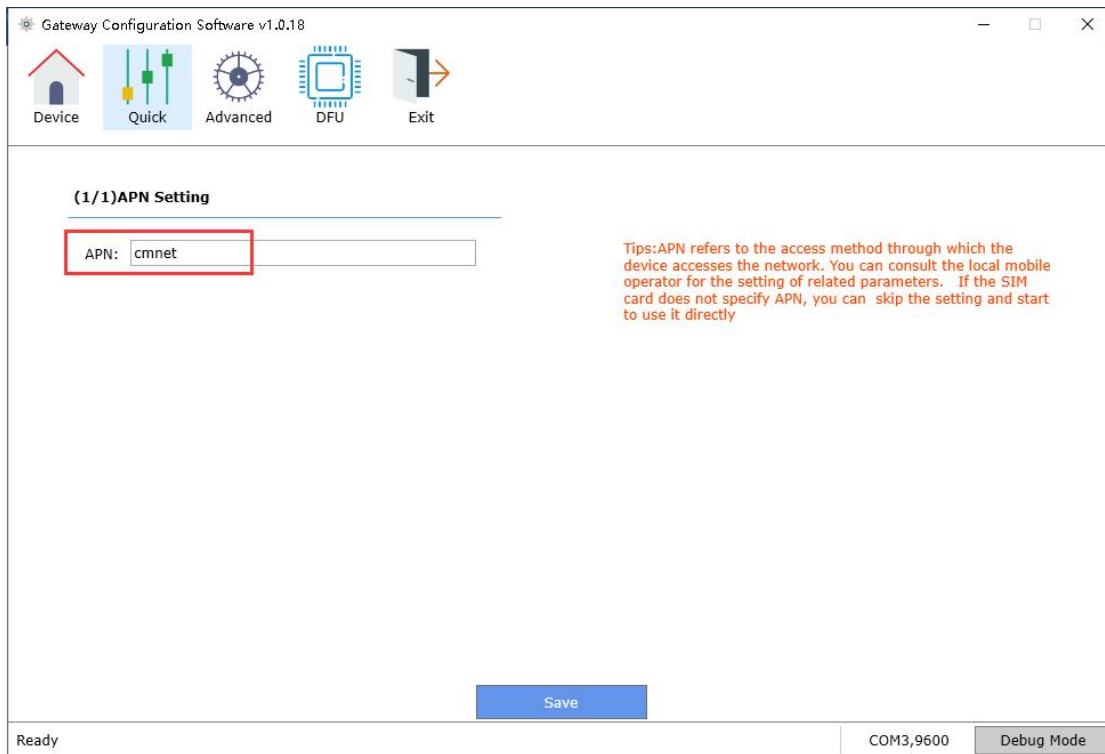 Gateway Configuration Software v1.0.18
Device Quick Advanced DFU Exit
(1/1)APN Setting
APN: cmnet
Tips:APN refers to the access method through which the
device accesses the network. You can consult the local mobile
operator for the setting of related parameters. If the SIM
card does not specify APN, you can skip the setting and start
to use it directly
Save
Ready COM3,9600 Debug Mode